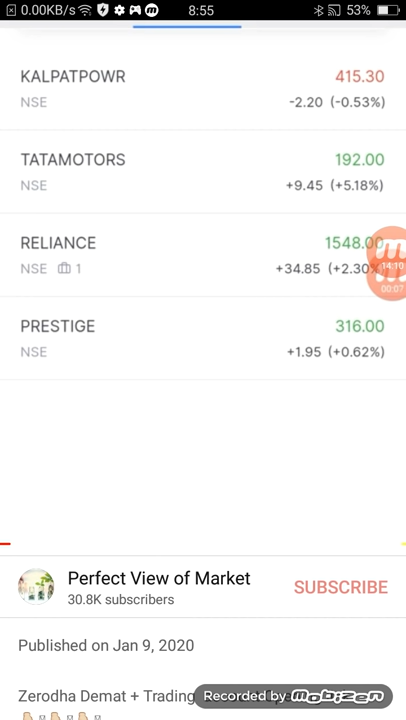 0.00KB/s 8:55 53%
KALPATPOWR 415.30
NSE -2.20 (-0.53%)
TATAMOTORS 192.00
NSE +9.45 (+5.18%)
RELIANCE 1548.00
NSE 1 +34.85 (+2.30%
14:10
00:07
PRESTIGE 316.00
NSE +1.95 (+0.62%)
Perfect View of Market
30.8K subscribers
SUBSCRIBE
Published on Jan 9, 2020
Zerodha Demat + Trading
Recorded by mobizen